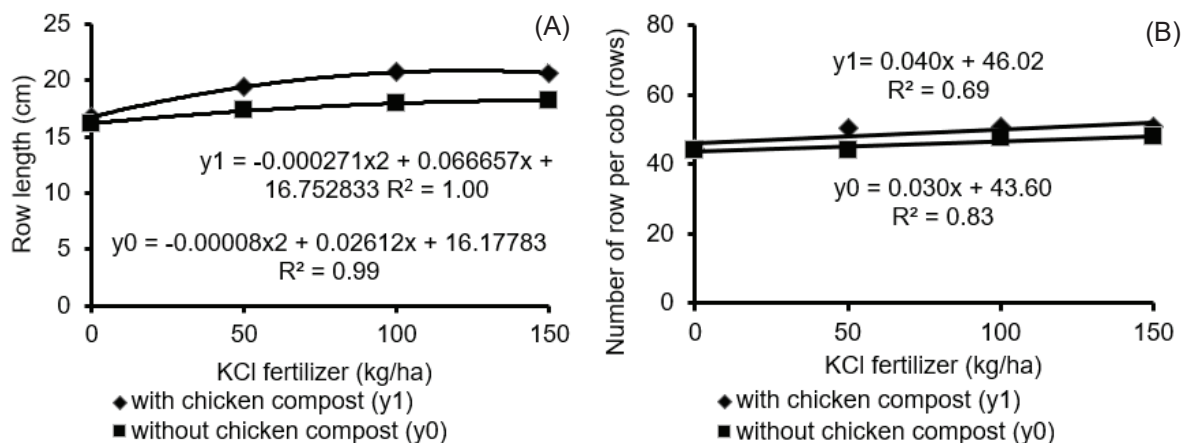 (A)
Row length (cm)
25
20
15
10
5
0
y1 = -0.000271x2 + 0.066657x +
16.752833 R² = 1.00
y0 = -0.00008x2 + 0.02612x + 16.17783
R² = 0.99
0 50 100 150
KCl fertilizer (kg/ha)
with chicken compost (y1)
without chicken compost (y0)
(B)
Number of row per cob (rows)
80
60
40
20
0
y1= 0.040x + 46.02
R² = 0.69
y0 = 0.030x + 43.60
R² = 0.83
0 50 100 150
KCl fertilizer (kg/ha)
with chicken compost (y1)
without chicken compost (y0)